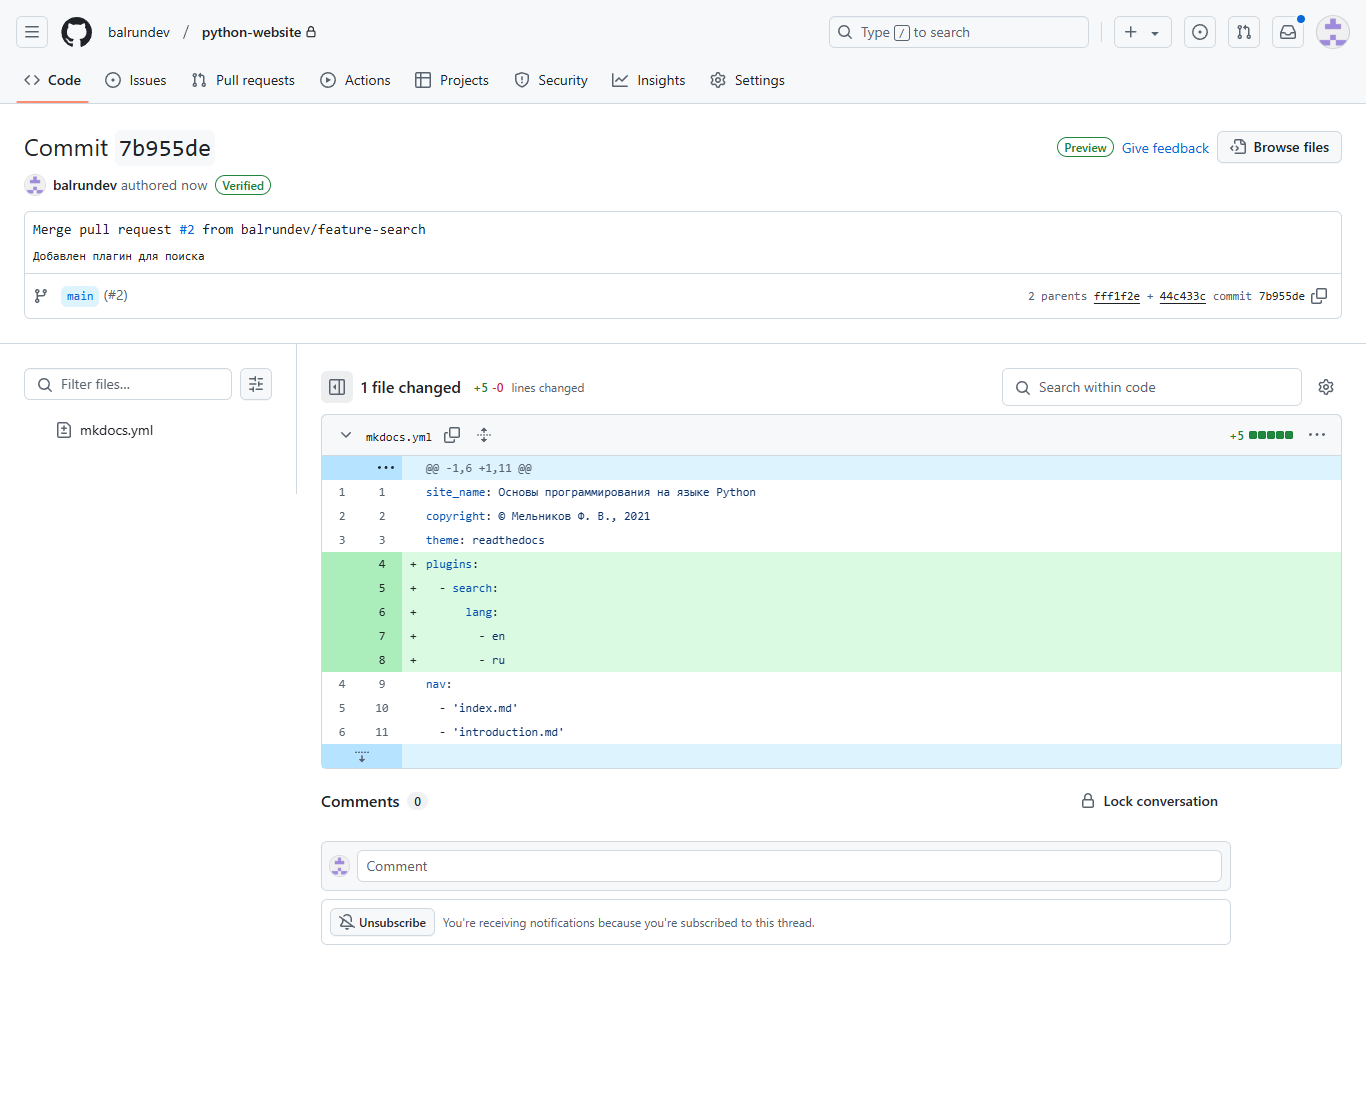 balrundev / python-website
Type / to search
Code Issues Pull requests Actions Projects Security Insights Settings
Commit 7b955de
Preview Give feedback Browse files
balrundev authored now Verified
Merge pull request #2 from balrundev/feature-search
Добавлен плагин для поиска
main (#2)
2 parents fff1f2e + 44c433c commit 7b955de
Filter files...
mkdocs.yml
1 file changed +5 -0 lines changed
Search within code
mkdocs.yml
+5
@@ -1,6 +1,11 @@
1 1 site_name: Основы программирования на языке Python
2 2 copyright: © Мельников Ф. В., 2021
3 3 theme: readthedocs
4 + plugins:
5 + - search:
6 + lang:
7 + - en
8 + - ru
4 9 nav:
5 10 - 'index.md'
6 11 - 'introduction.md'
Comments 0
Lock conversation
Comment
Unsubscribe You're receiving notifications because you're subscribed to this thread.